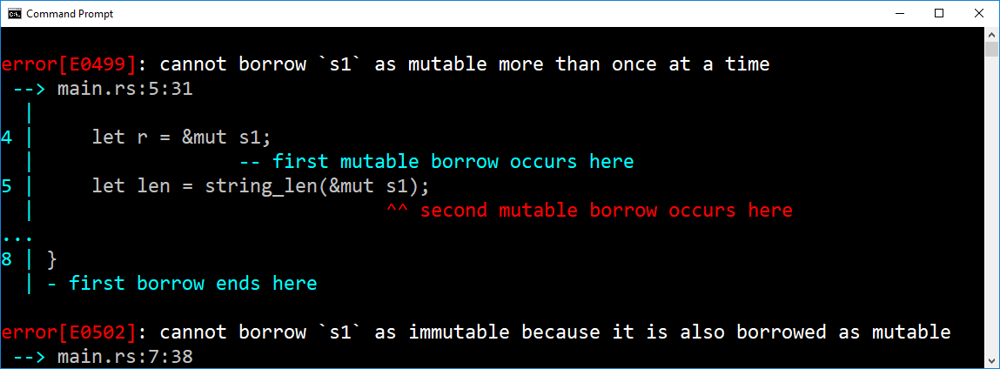 Command Prompt
error[E0499]: cannot borrow `s1` as mutable more than once at a time
 --> main.rs:5:31
  |
4 |     let r = &mut s1;
  |                  -- first mutable borrow occurs here
5 |     let len = string_len(&mut s1);
  |                               ^^ second mutable borrow occurs here
...
8 | }
  | - first borrow ends here
error[E0502]: cannot borrow `s1` as immutable because it is also borrowed as mutable
 --> main.rs:7:38